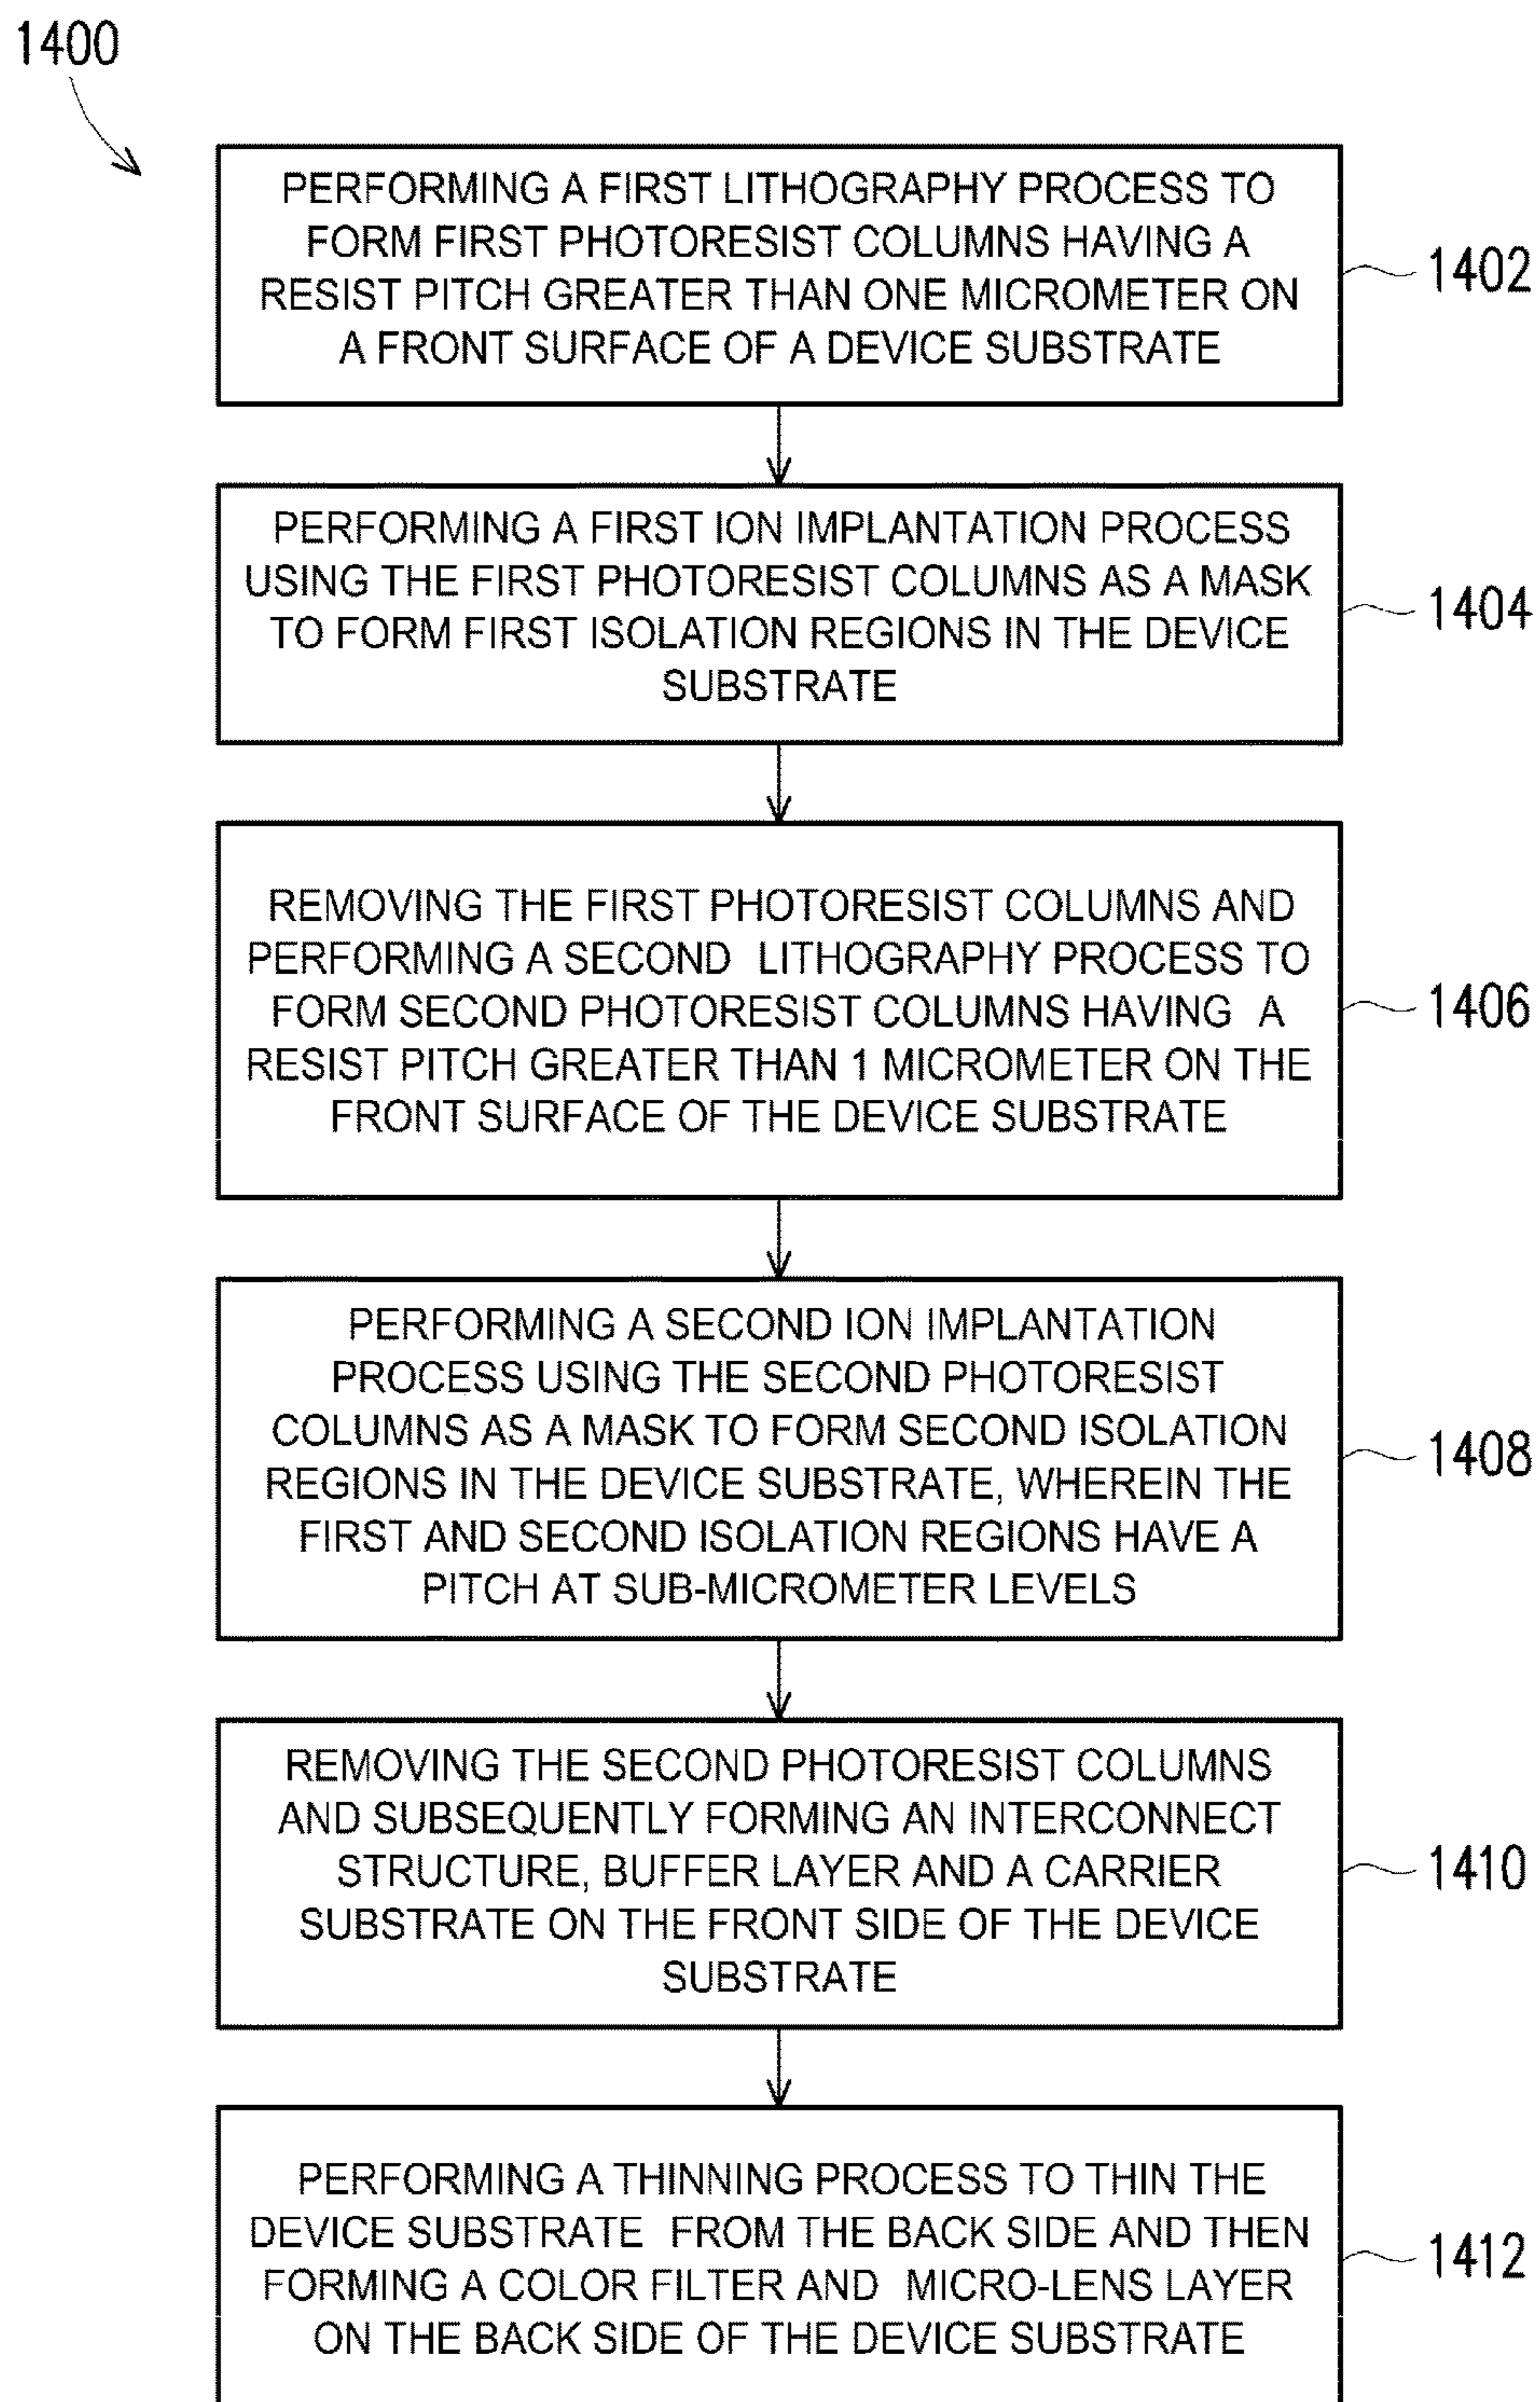 1400
PERFORMING A FIRST LITHOGRAPHY PROCESS TO
FORM FIRST PHOTORESIST COLUMNS HAVING A
RESIST PITCH GREATER THAN ONE MICROMETER ON
A FRONT SURFACE OF A DEVICE SUBSTRATE
1402
PERFORMING A FIRST ION IMPLANTATION PROCESS
USING THE FIRST PHOTORESIST COLUMNS AS A MASK
TO FORM FIRST ISOLATION REGIONS IN THE DEVICE
SUBSTRATE
1404
REMOVING THE FIRST PHOTORESIST COLUMNS AND
PERFORMING A SECOND LITHOGRAPHY PROCESS TO
FORM SECOND PHOTORESIST COLUMNS HAVING A
RESIST PITCH GREATER THAN 1 MICROMETER ON THE
FRONT SURFACE OF THE DEVICE SUBSTRATE
1406
PERFORMING A SECOND ION IMPLANTATION
PROCESS USING THE SECOND PHOTORESIST
COLUMNS AS A MASK TO FORM SECOND ISOLATION
REGIONS IN THE DEVICE SUBSTRATE, WHEREIN THE
FIRST AND SECOND ISOLATION REGIONS HAVE A
PITCH AT SUB-MICROMETER LEVELS
1408
REMOVING THE SECOND PHOTORESIST COLUMNS
AND SUBSEQUENTLY FORMING AN INTERCONNECT
STRUCTURE, BUFFER LAYER AND A CARRIER
SUBSTRATE ON THE FRONT SIDE OF THE DEVICE
SUBSTRATE
1410
PERFORMING A THINNING PROCESS TO THIN THE
DEVICE SUBSTRATE FROM THE BACK SIDE AND THEN
FORMING A COLOR FILTER AND MICRO-LENS LAYER
ON THE BACK SIDE OF THE DEVICE SUBSTRATE
1412